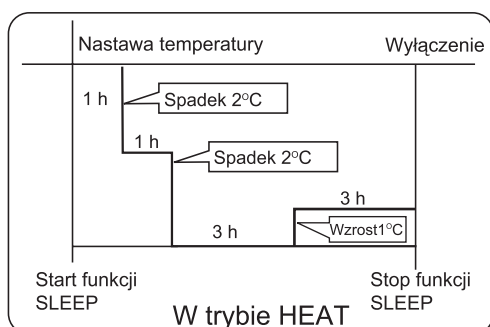 Nastawa temperatury
Wyłączenie
1 h
Spadek 2°C
1 h
Spadek 2°C
3 h
3 h
Wzrost1°C
Start funkcji
SLEEP
Stop funkcji
SLEEP
W trybie HEAT